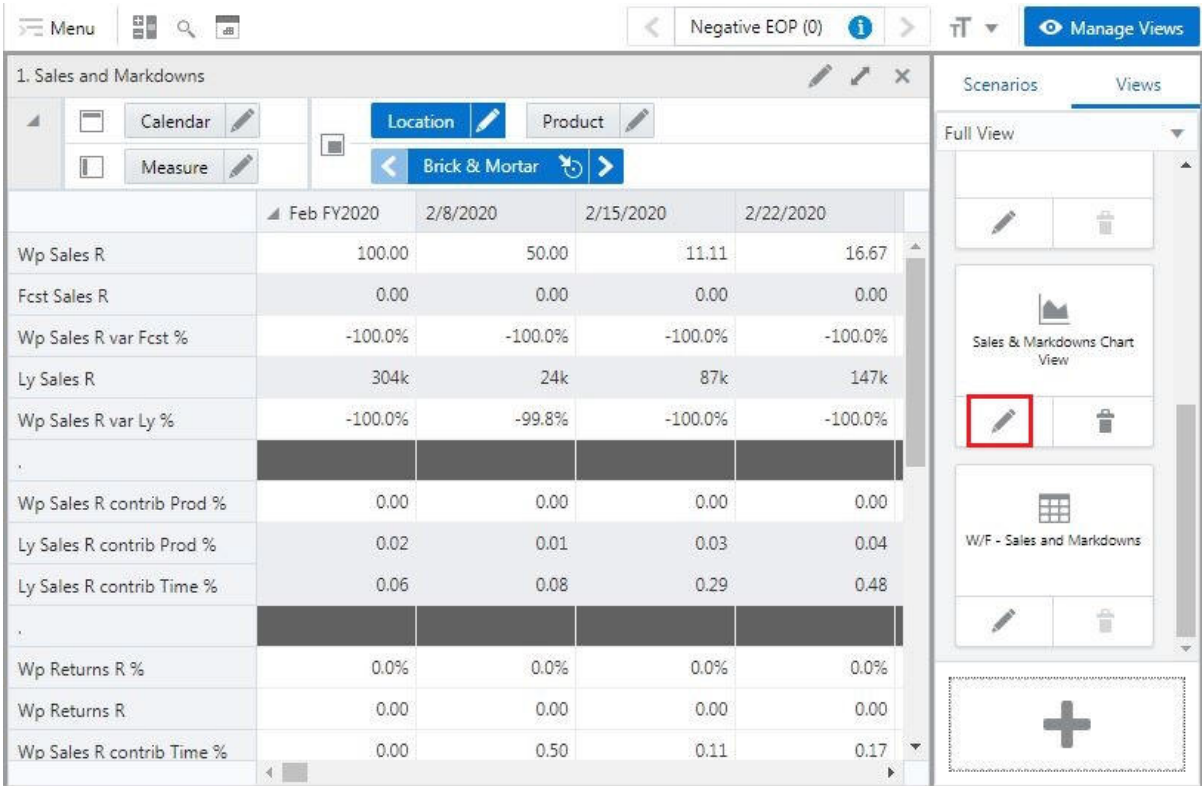 Menu Negative EOP (0) Manage Views
1. Sales and Markdowns
Scenarios Views
Calendar Location Product
Full View
Measure Brick & Mortar
Feb FY2020 2/8/2020 2/15/2020 2/22/2020
Wp Sales R 100.00 50.00 11.11 16.67
Fcst Sales R 0.00 0.00 0.00 0.00
Wp Sales R var Fcst % -100.0% -100.0% -100.0% -100.0%
Ly Sales R 304k 24k 87k 147k
Wp Sales R var Ly % -100.0% -99.8% -100.0% -100.0%
.
Wp Sales R contrib Prod % 0.00 0.00 0.00 0.00
Ly Sales R contrib Prod % 0.02 0.01 0.03 0.04
Ly Sales R contrib Time % 0.06 0.08 0.29 0.48
.
Wp Returns R % 0.0% 0.0% 0.0% 0.0%
Wp Returns R 0.00 0.00 0.00 0.00
Wp Sales R contrib Time % 0.00 0.50 0.11 0.17
Sales & Markdowns Chart
View
W/F - Sales and Markdowns